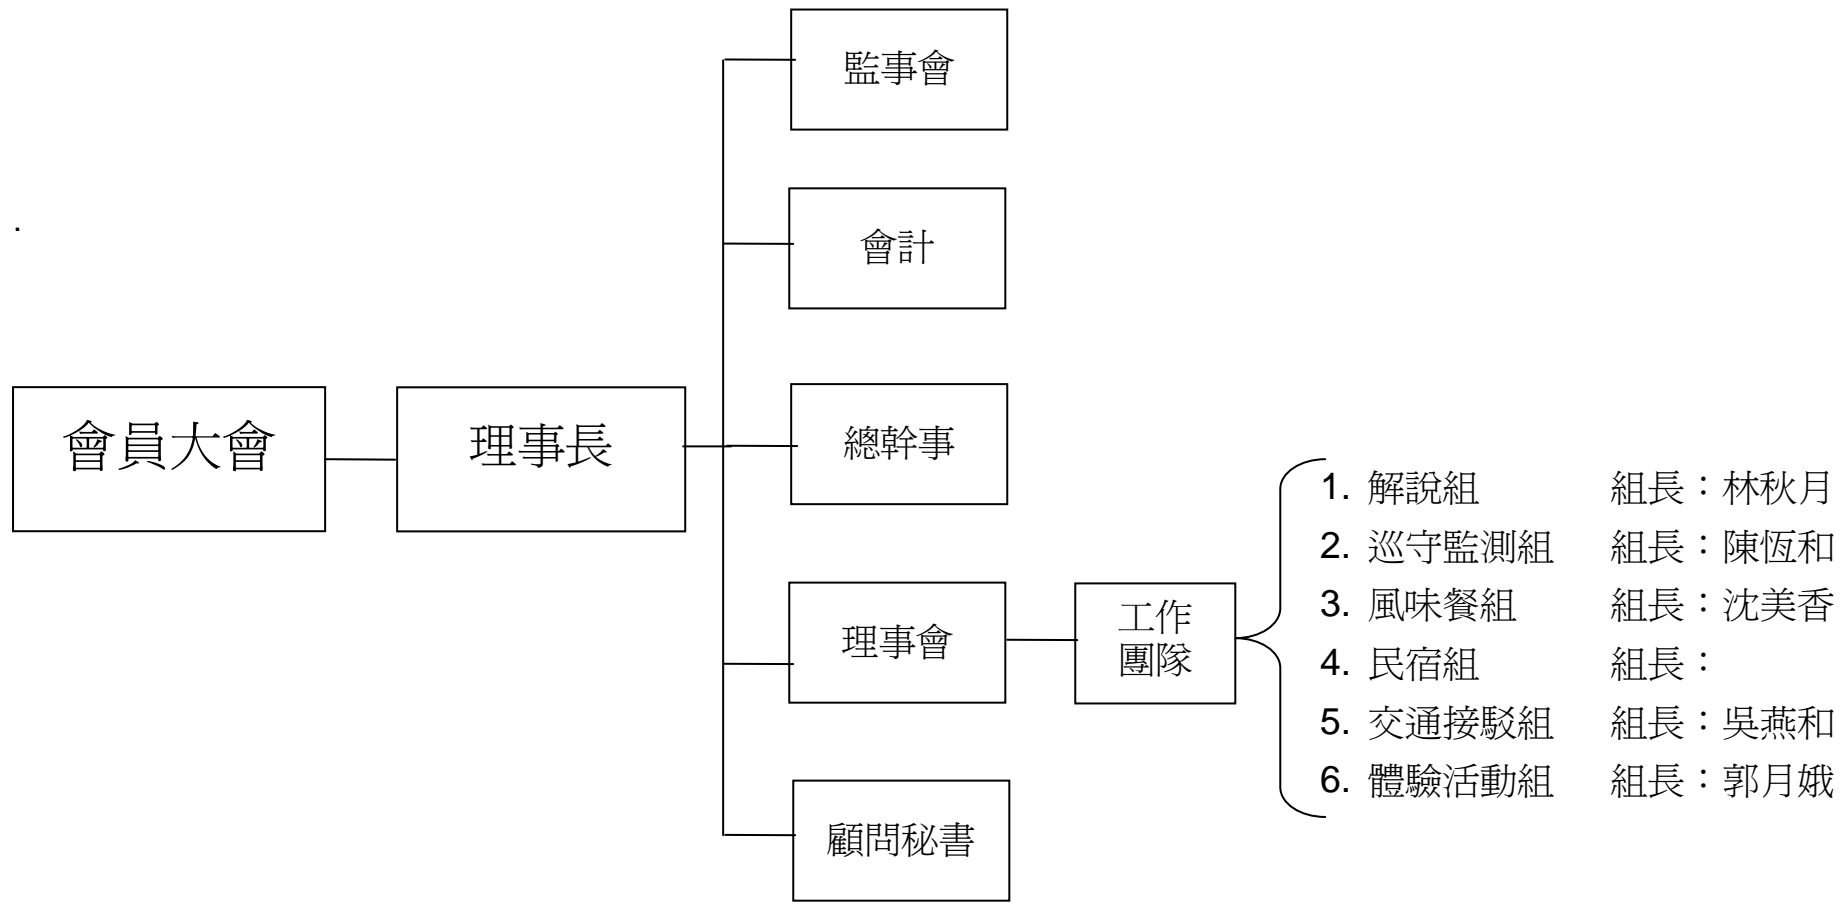 監事會
.
會計
會員大會
理事長
總幹事
理事會
工作
團隊
1. 解說組 組長：林秋月
2. 巡守監測組 組長：陳恆和
3. 風味餐組 組長：沈美香
4. 民宿組 組長：
5. 交通接駁組 組長：吳燕和
6. 體驗活動組 組長：郭月娥
顧問秘書